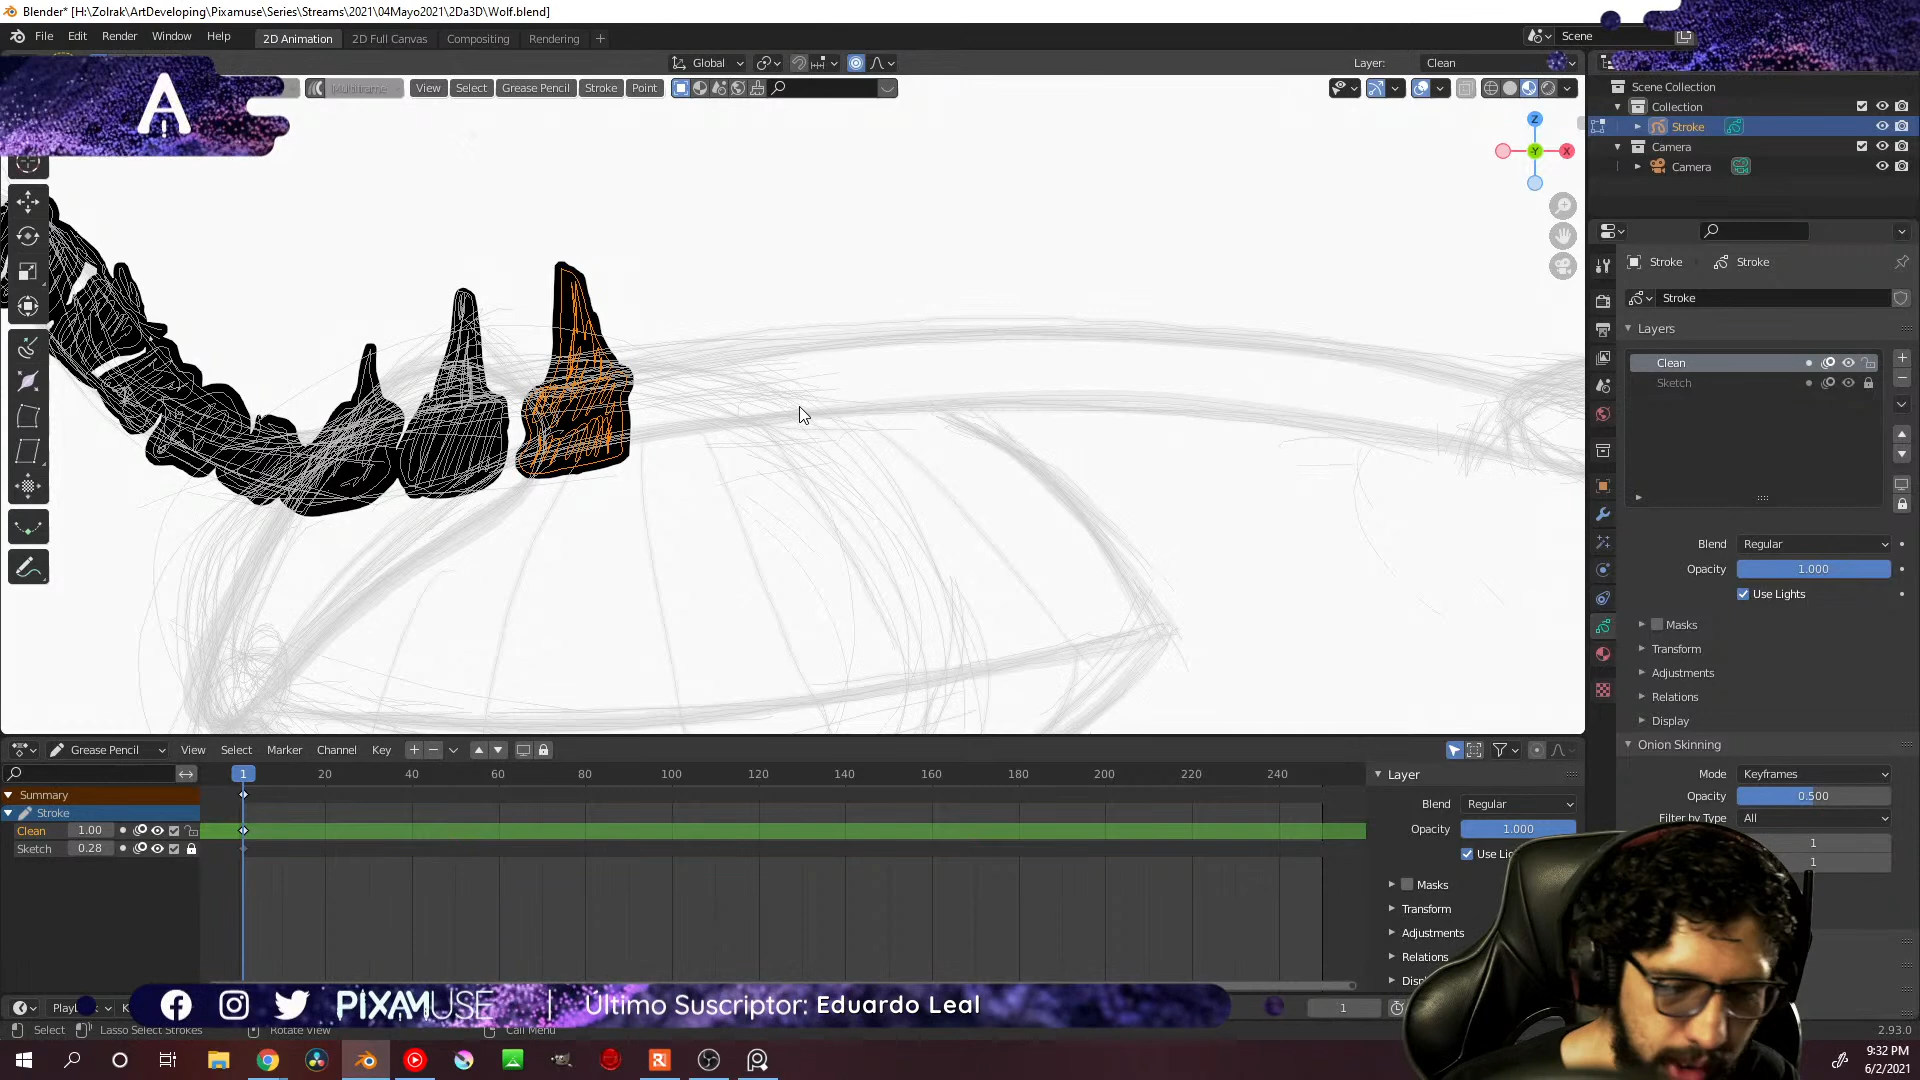 Blender* [H:\Zolrak\ArtDeveloping\Pixamuse\Series\Streams\2021\04Mayo2021\2Da3D\Wolf.blend]
File Edit Render Window Help 2D Animation 2D Full Canvas Compositing Rendering + Scene
Global Layer: Clean
Multiframe View Select Grease Pencil Stroke Point
Scene Collection
Collection
Stroke
Camera
Camera
Z
Y X
Stroke Stroke
Stroke
Layers
Clean
Sketch
Blend Regular
Opacity 1.000
Use Lights
Masks
Transform
Adjustments
Relations
Display
Onion Skinning
Mode Keyframes
Opacity 0.500
Filter by Type All
1
1
Grease Pencil View Select Marker Channel Key
1 20 40 60 80 100 120 140 160 180 200 220 240
Summary
Stroke
Clean 1.00
Sketch 0.28
Layer
Blend Regular
Opacity 1.000
Masks
Transform
Adjustments
Relations
PIXAMUSE | Último Suscriptor: Eduardo Leal
1
Select Lasso Select Strokes Rotate View Call Menu 2.93.0
9:32 PM
6/2/2021